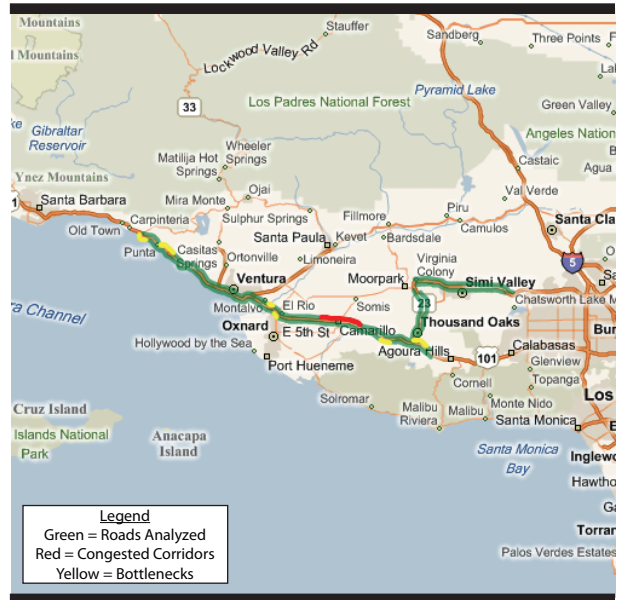 Mountains
Stauffer
Sandberg
Three Points
F
l Mountains
Lockwood Valley Rd
La
Pyramid Lake
33
Los Padres National Forest
Green Valley
ke
Gibraltar
Reservoir
Angeles Nation
Wheeler
Springs
B
Matilija Hot
Springs
Castaic
Agua
Ynez Mountains
Ojai
Val Verde
1
Santa Barbara
Mira Monte
Piru
Carpinteria
Sulphur Springs
Fillmore
Santa Cla
Old Town
Camulos
Santa Paula
Kevet
Bardsdale
Punta
Casitas
Springs
Ortonville
Limoneira
Virginia
Colony
5
Ventura
Moorpark
Simi Valley
Sa
ra Channel
Montalvo
El Rio
Somis
23
Chatsworth Lake M
Oxnard
E 5th St
Camarillo
Thousand Oaks
Bur
Hollywood by the Sea
Agoura Hills
101
Calabasas
Port Hueneme
Glenview
Cornell
Topanga
Los
Solromar
Malibu
Riviera
Malibu
Monte Nido
Cruz Island
Santa Monica
E
Islands National
Park
Anacapa
Island
Santa Monica
Bay
Inglew
Hawtho
Ga
Legend
Green = Roads Analyzed
Red = Congested Corridors
Yellow = Bottlenecks
Torran
Palos Verdes Estates